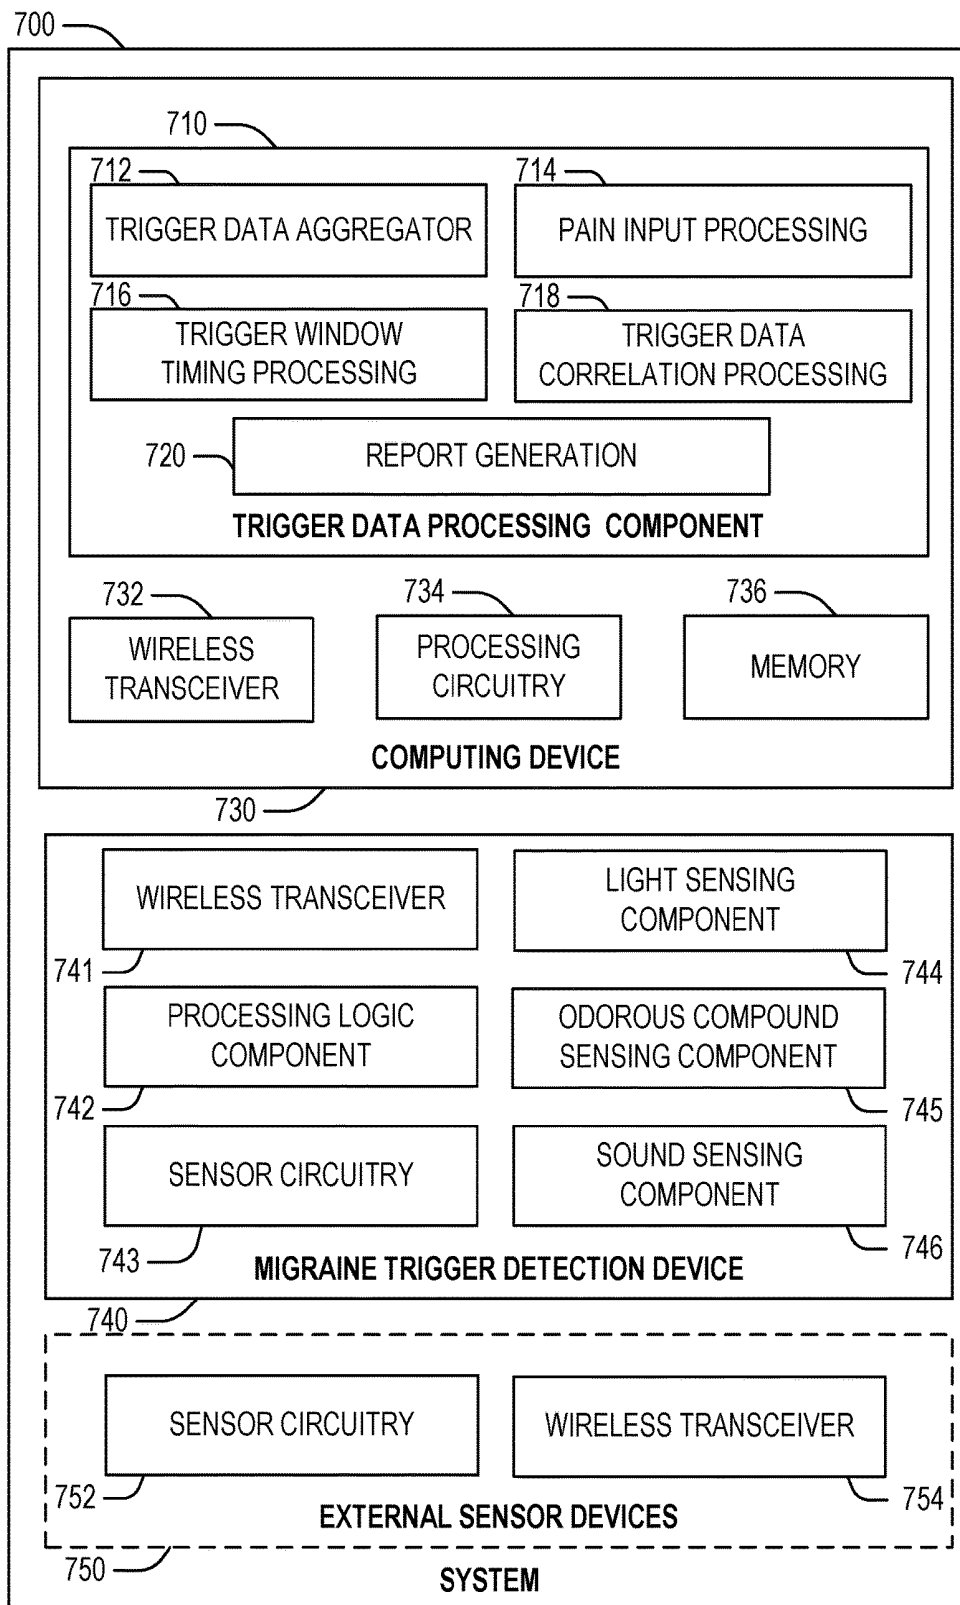 700
710
712
714
TRIGGER DATA AGGREGATOR
PAIN INPUT PROCESSING
716
718
TRIGGER WINDOW
TIMING PROCESSING
TRIGGER DATA
CORRELATION PROCESSING
720
REPORT GENERATION
TRIGGER DATA PROCESSING COMPONENT
732
734
736
WIRELESS
TRANSCEIVER
PROCESSING
CIRCUITRY
MEMORY
COMPUTING DEVICE
730
WIRELESS TRANSCEIVER
LIGHT SENSING
COMPONENT
741
744
PROCESSING LOGIC
COMPONENT
ODOROUS COMPOUND
SENSING COMPONENT
742
745
SENSOR CIRCUITRY
SOUND SENSING
COMPONENT
743
746
MIGRAINE TRIGGER DETECTION DEVICE
740
SENSOR CIRCUITRY
WIRELESS TRANSCEIVER
752
754
EXTERNAL SENSOR DEVICES
750
SYSTEM